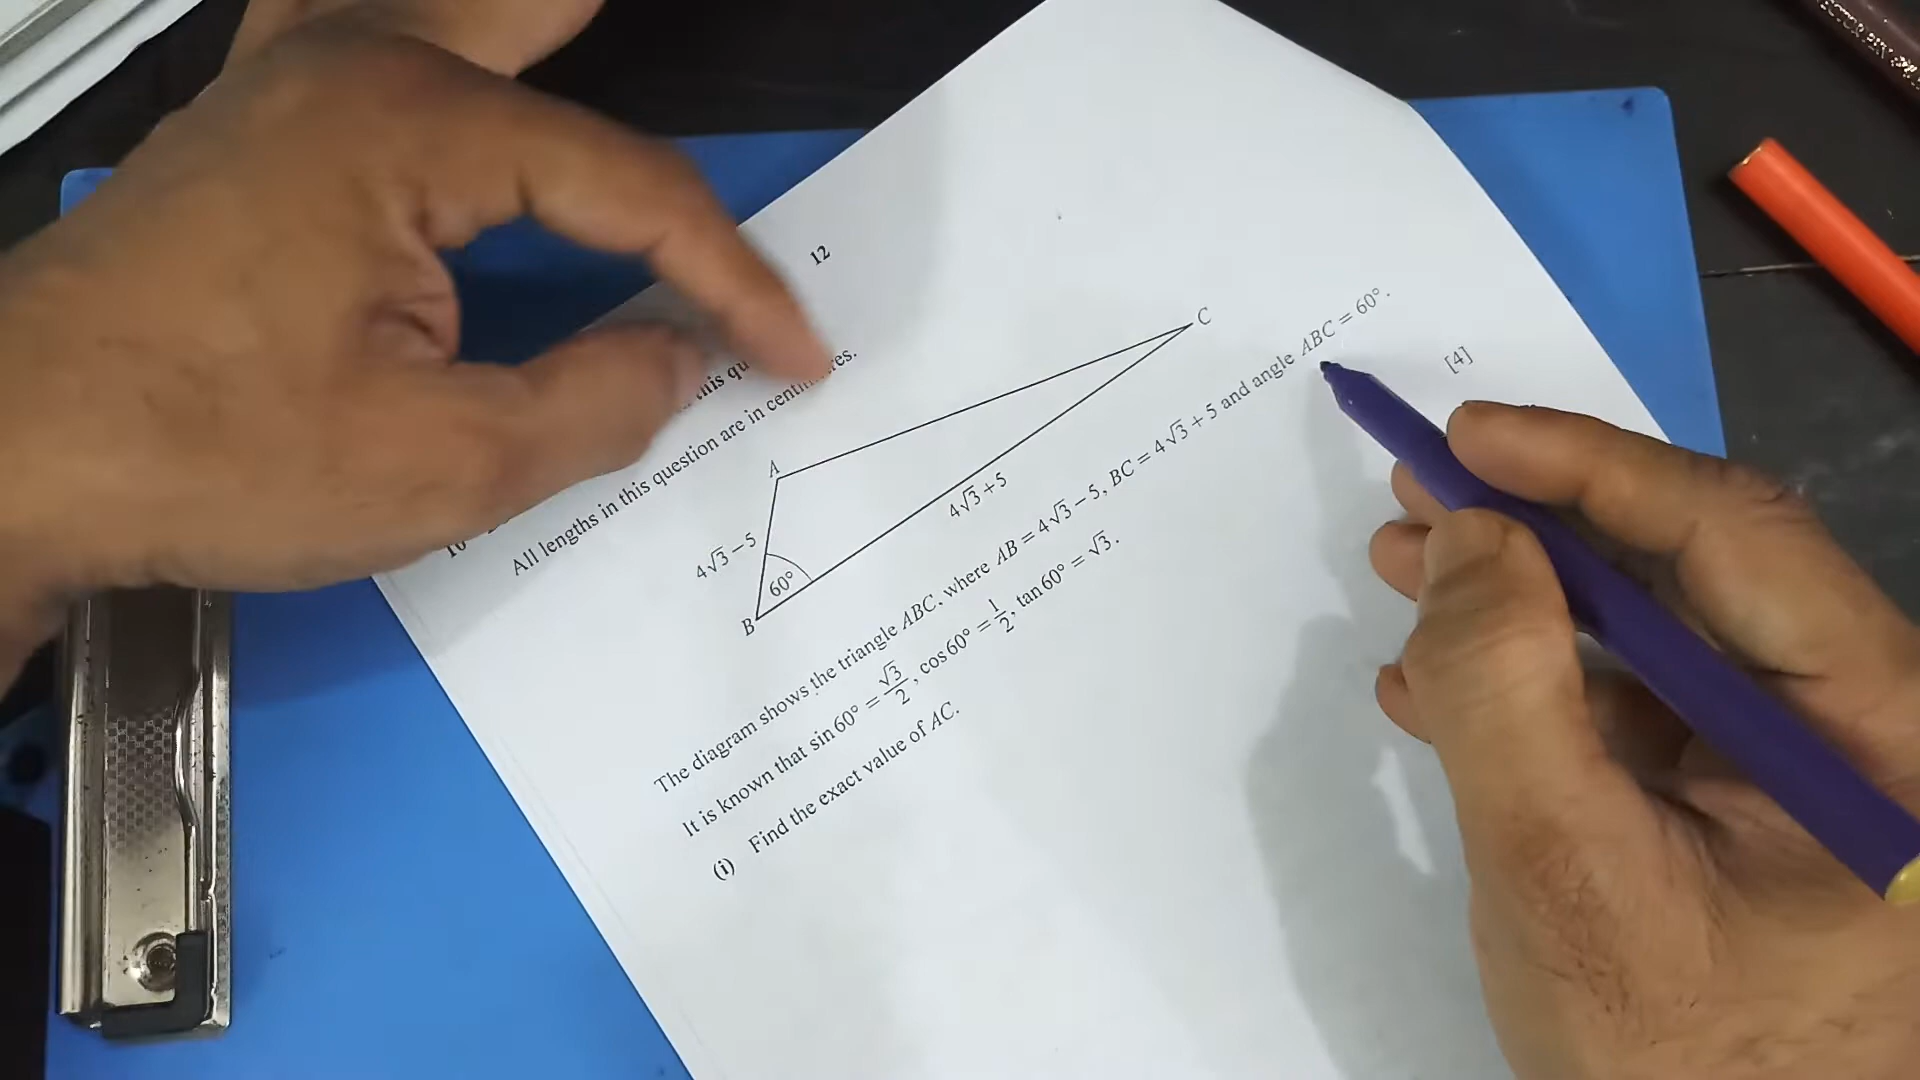 12
10
this qu
All lengths in this question are in centimetres.
A
B
C
4√3 − 5
4√3 + 5
60°
The diagram shows the triangle ABC, where AB = 4√3 − 5, BC = 4√3 + 5 and angle ABC = 60°.
It is known that sin 60° = √3/2, cos 60° = 1/2, tan 60° = √3.
(i) Find the exact value of AC. [4]